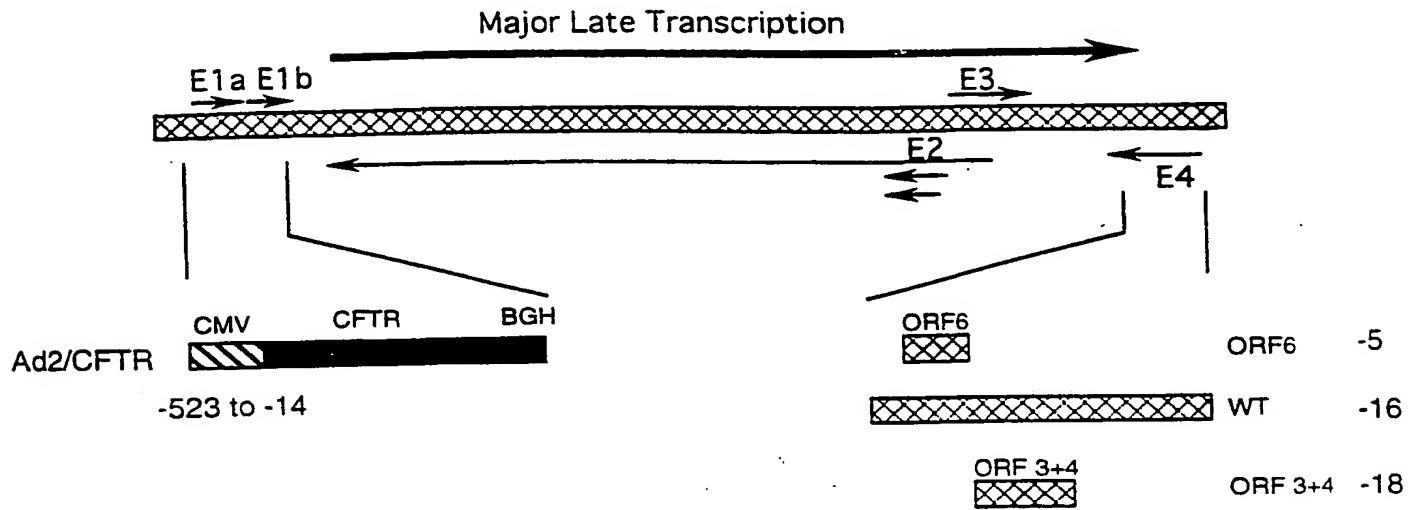 Major Late Transcription
E1a E1b
E3
E2
E4
CMV CFTR BGH
Ad2/CFTR
-523 to -14
ORF6
ORF6 -5
WT -16
ORF 3+4
ORF 3+4 -18